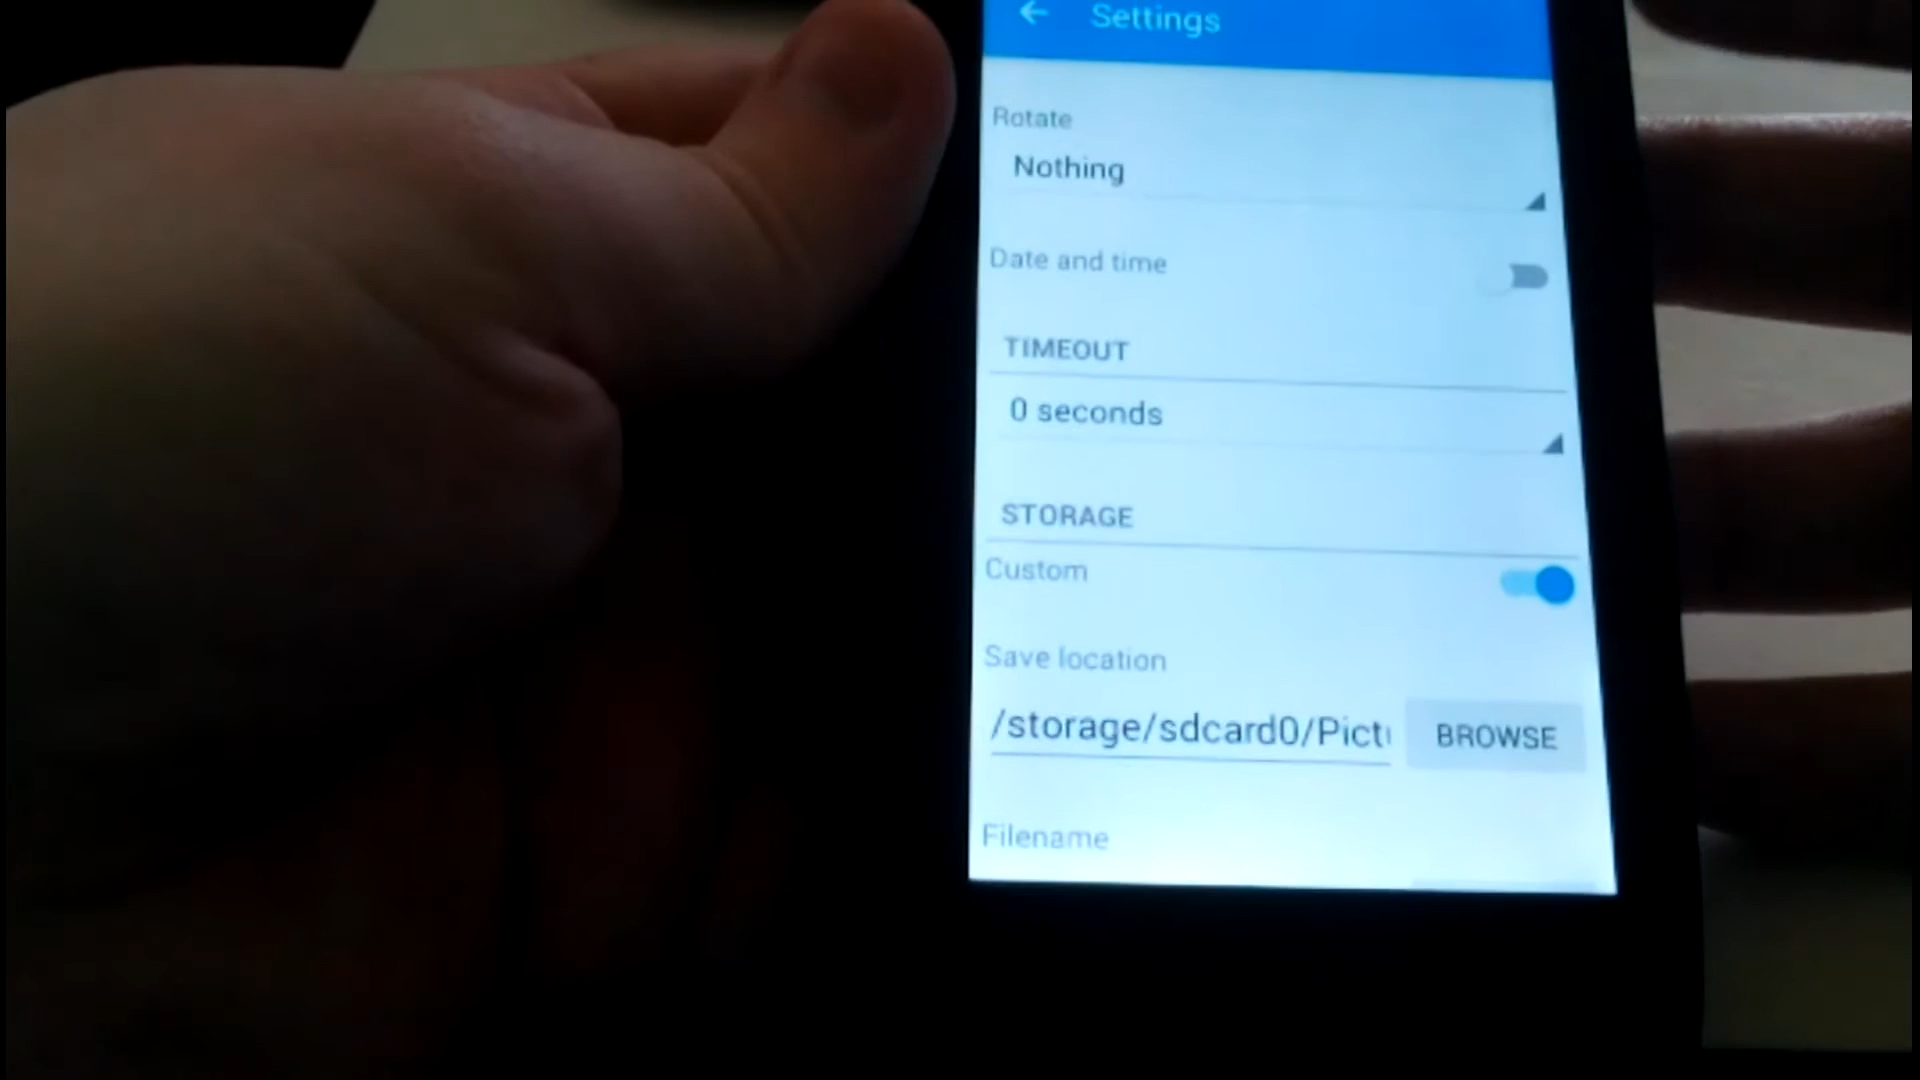 Settings
Rotate
Nothing
Date and time
TIMEOUT
0 seconds
STORAGE
Custom
Save location
/storage/sdcard0/Pict
BROWSE
Filename